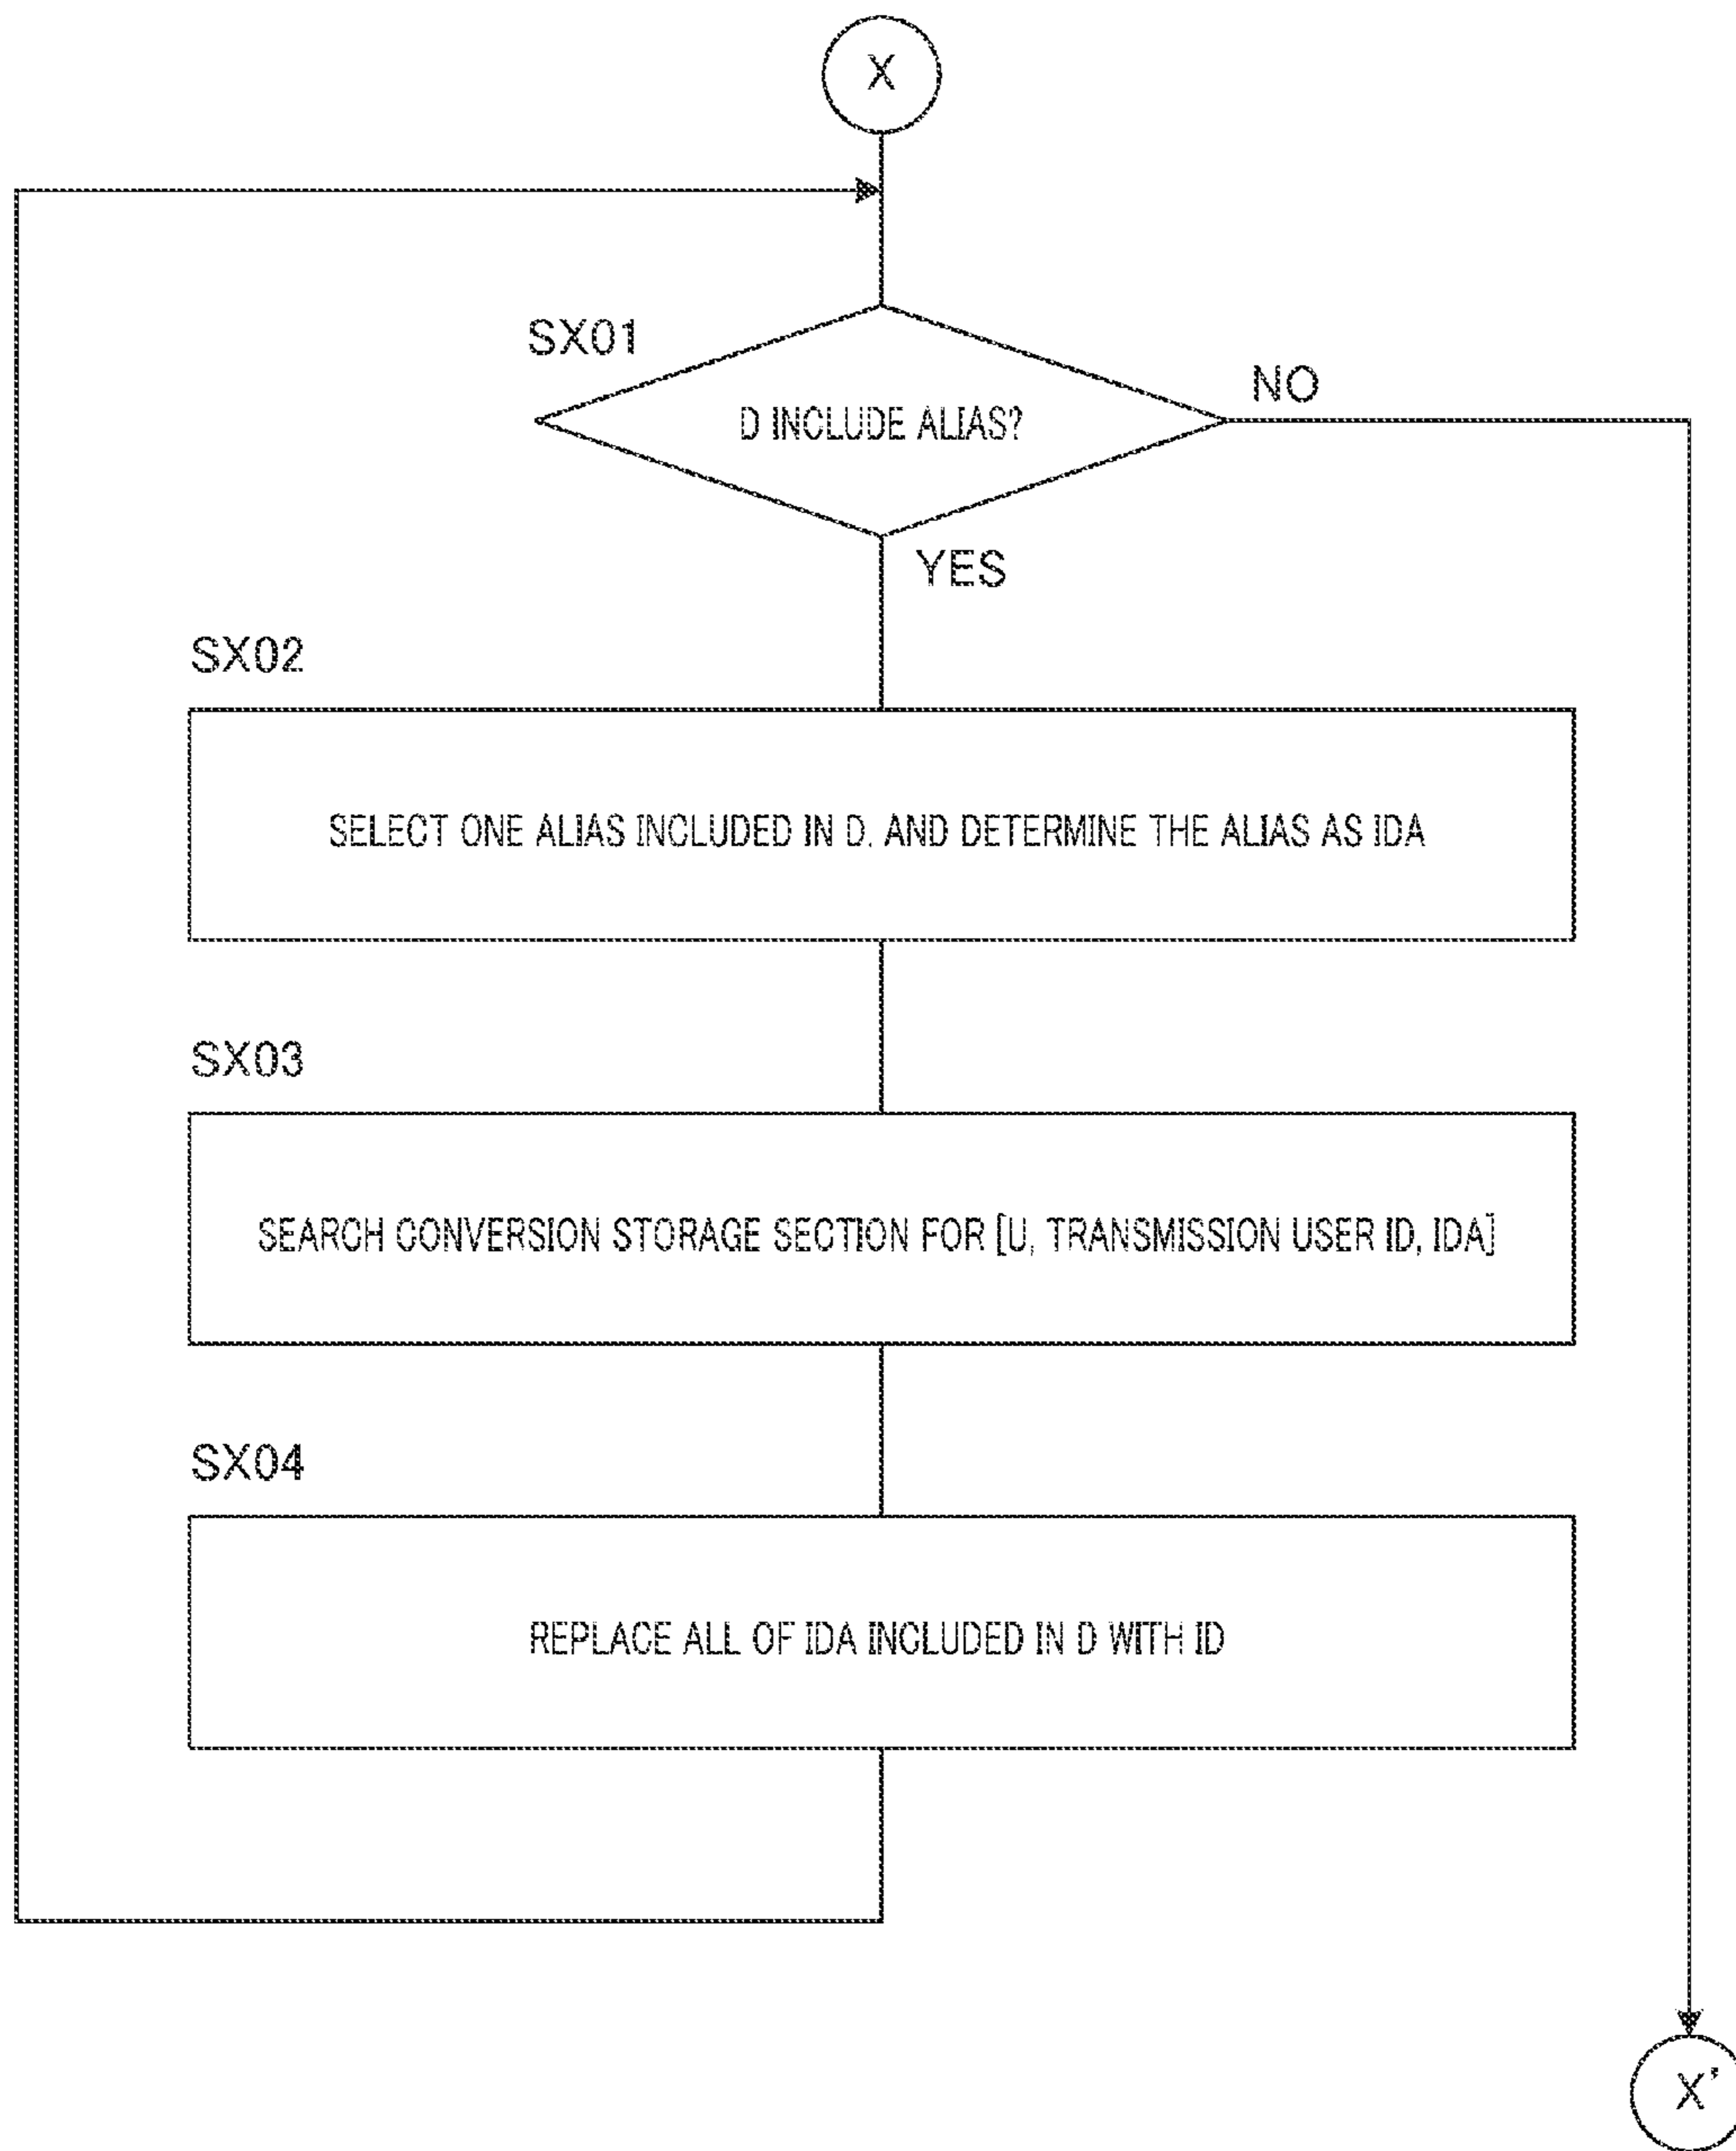 X
SX01
D INCLUDE ALIAS?
NO
YES
SX02
SELECT ONE ALIAS INCLUDED IN D, AND DETERMINE THE ALIAS AS IDA
SX03
SEARCH CONVERSION STORAGE SECTION FOR [U, TRANSMISSION USER ID, IDA]
SX04
REPLACE ALL OF IDA INCLUDED IN D WITH ID
X'